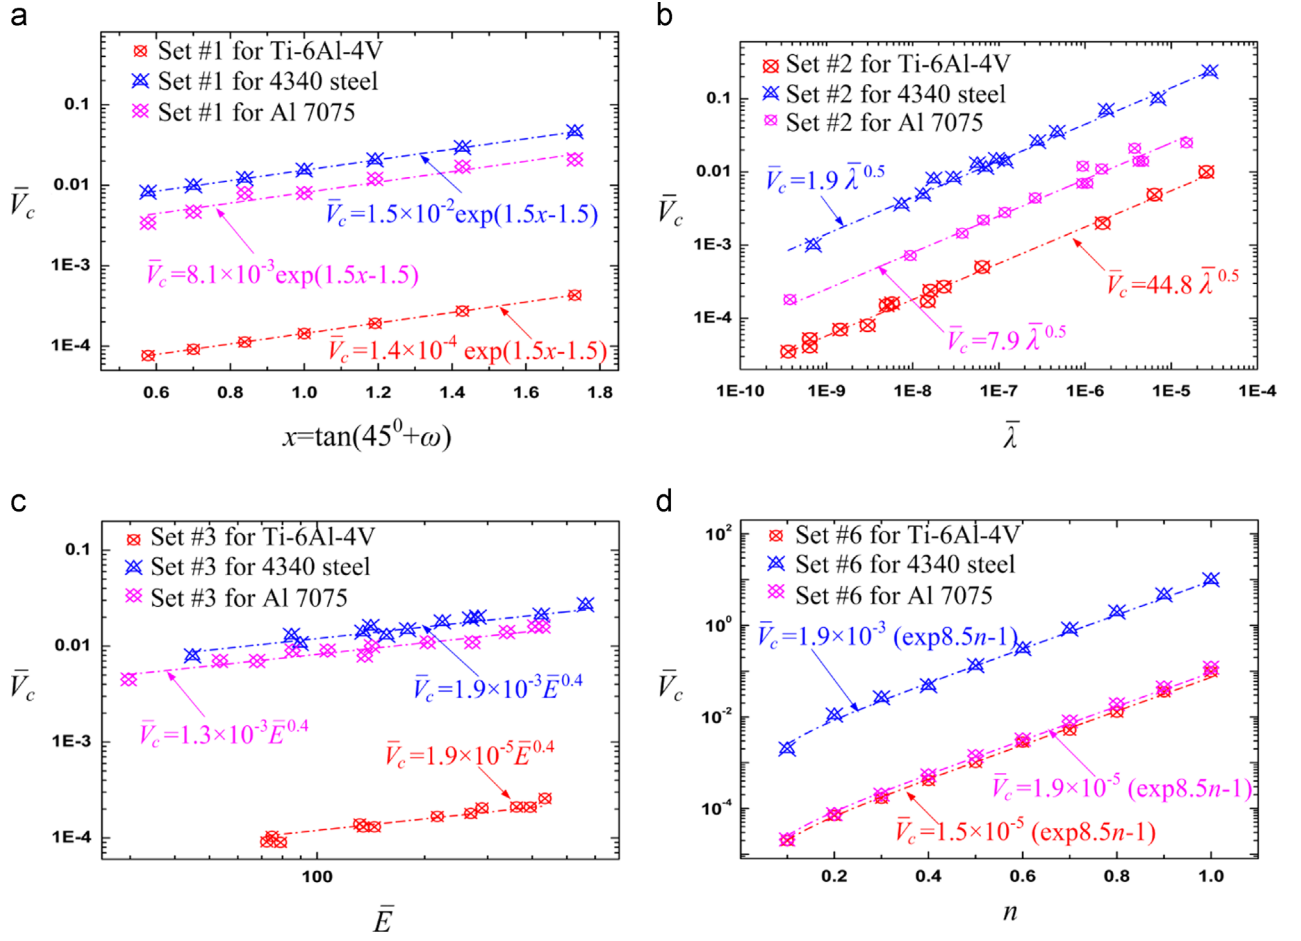 a
Set #1 for Ti-6Al-4V
Set #1 for 4340 steel
Set #1 for Al 7075
0.1
0.01
1E-3
1E-4
V̄c
V̄c=1.5×10⁻²exp(1.5x-1.5)
V̄c=8.1×10⁻³exp(1.5x-1.5)
V̄c=1.4×10⁻⁴ exp(1.5x-1.5)
0.6 0.8 1.0 1.2 1.4 1.6 1.8
x=tan(45⁰+ω)
b
Set #2 for Ti-6Al-4V
Set #2 for 4340 steel
Set #2 for Al 7075
0.1
0.01
1E-3
1E-4
V̄c
V̄c=1.9 λ̄⁰·⁵
V̄c=44.8 λ̄⁰·⁵
V̄c=7.9 λ̄⁰·⁵
1E-10 1E-9 1E-8 1E-7 1E-6 1E-5 1E-4
λ̄
c
Set #3 for Ti-6Al-4V
Set #3 for 4340 steel
Set #3 for Al 7075
0.1
0.01
1E-3
1E-4
V̄c
V̄c=1.9×10⁻³Ē⁰·⁴
V̄c=1.3×10⁻³Ē⁰·⁴
V̄c=1.9×10⁻⁵Ē⁰·⁴
100
Ē
d
Set #6 for Ti-6Al-4V
Set #6 for 4340 steel
Set #6 for Al 7075
10²
10⁰
10⁻²
10⁻⁴
V̄c
V̄c=1.9×10⁻³ (exp8.5n-1)
V̄c=1.9×10⁻⁵ (exp8.5n-1)
V̄c=1.5×10⁻⁵ (exp8.5n-1)
0.2 0.4 0.6 0.8 1.0
n